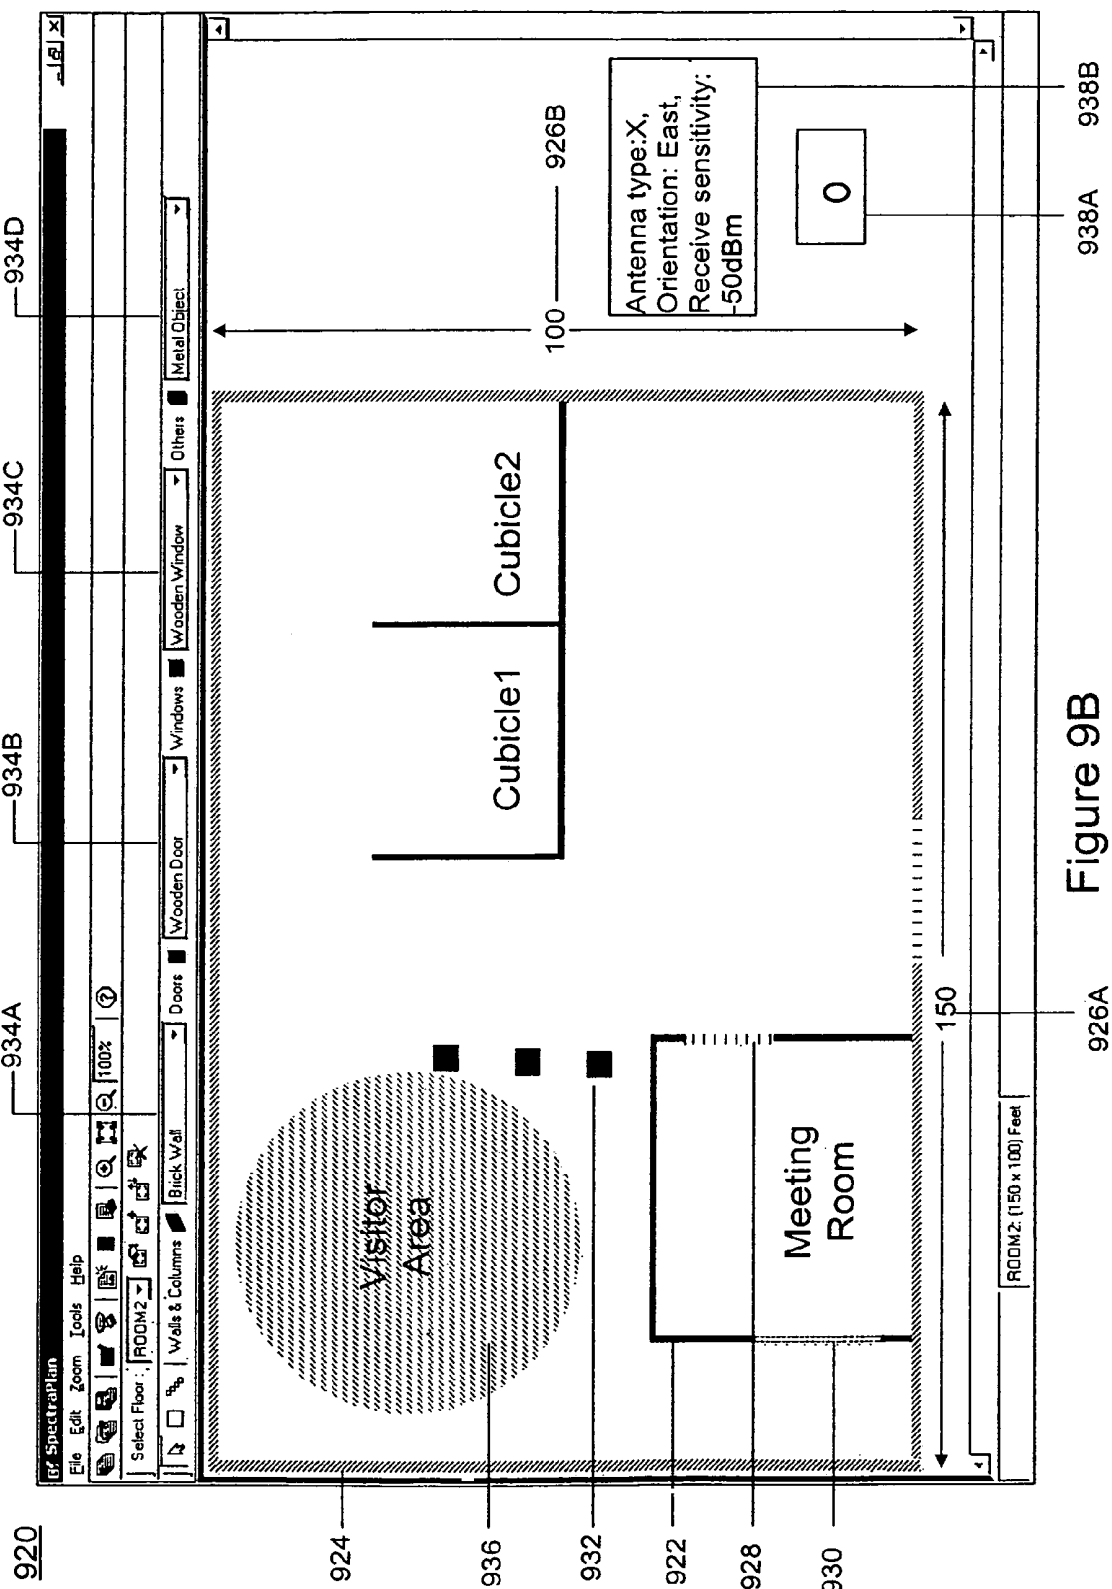 920
934A
934B
934C
934D
SpectraPlan
File Edit Zoom Tools Help
100%
Select Floor: ROOM2
Walls & Columns Brick Wall Doors Wooden Door Windows Wooden Window Others Metal Object
924
936
932
922
928
930
Visitor
Area
Cubicle1
Cubicle2
Meeting
Room
100
926B
Antenna type:X,
Orientation: East,
Receive sensitivity:
-50dBm
O
150
ROOM2: (150 x 100) Feet
926A
938A
938B
Figure 9B